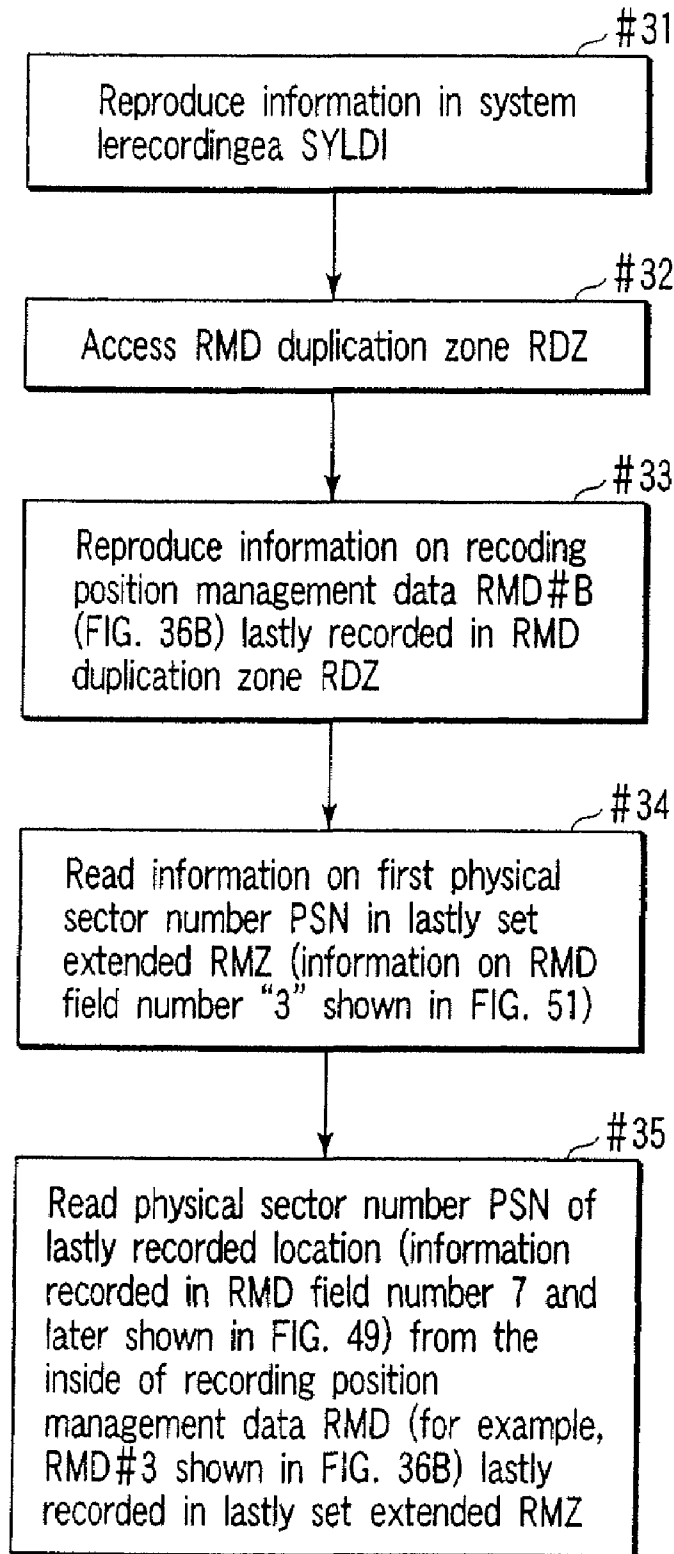 #31
Reproduce information in system
lerecordingea SYLDI
#32
Access RMD duplication zone RDZ
#33
Reproduce information on recoding
position management data RMD#B
(FIG. 36B) lastly recorded in RMD
duplication zone RDZ
#34
Read information on first physical
sector number PSN in lastly set
extended RMZ (information on RMD
field number “3” shown in FIG. 51)
#35
Read physical sector number PSN of
lastly recorded location (information
recorded in RMD field number 7 and
later shown in FIG. 49) from the
inside of recording position
management data RMD (for example,
RMD#3 shown in FIG. 36B) lastly
recorded in lastly set extended RMZ